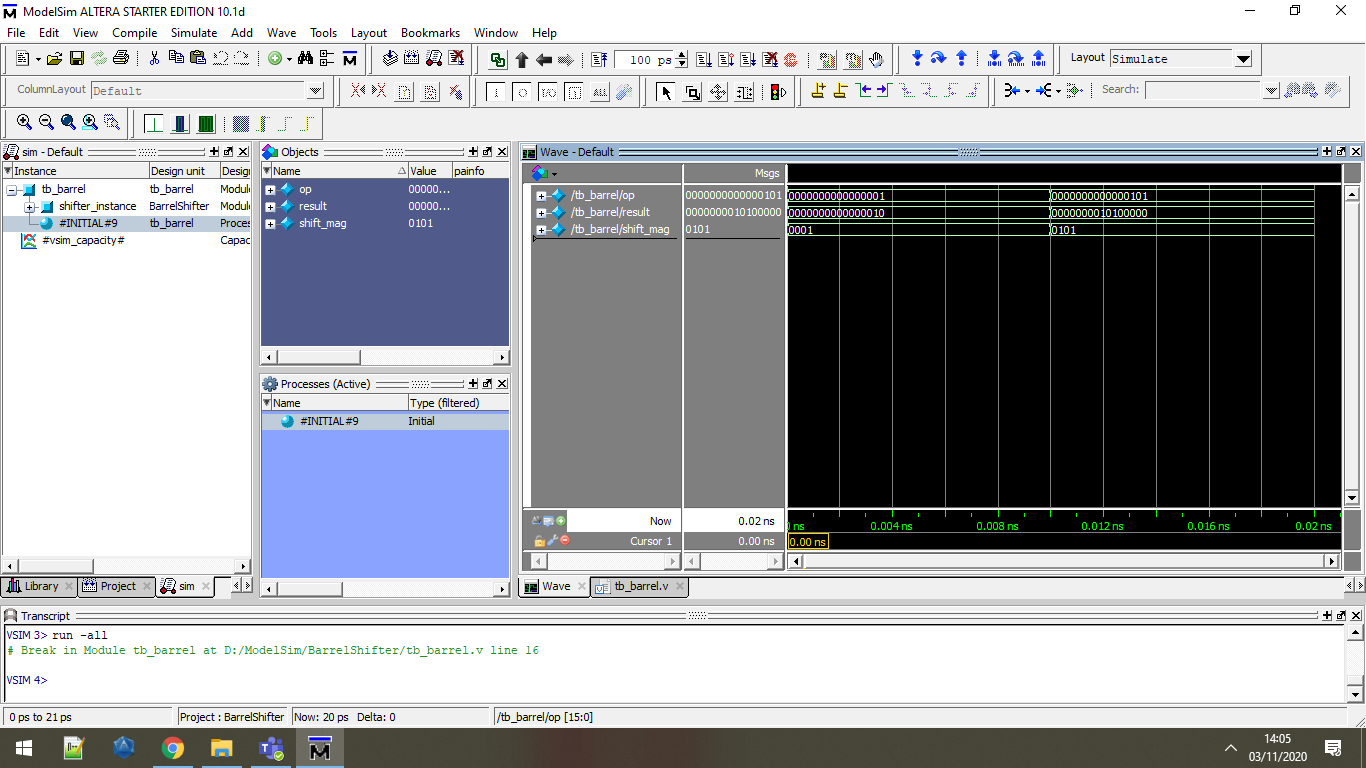 ModelSim ALTERA STARTER EDITION 10.1d
File Edit View Compile Simulate Add Wave Tools Layout Bookmarks Window Help
100 ps
Layout Simulate
ColumnLayout Default
ALL
Search:
sim - Default
Instance Design unit Design
tb_barrel tb_barrel Modul
shifter_instance BarrelShifter Modul
#INITIAL#9 tb_barrel Proces
#vsim_capacity# Capac
Library Project sim
Objects
Name Value painfo
op 00000...
result 00000...
shift_mag 0101
Processes (Active)
Name Type (filtered)
#INITIAL#9 Initial
Wave - Default
Msgs
/tb_barrel/op 0000000000000101 0000000000000001 0000000000000101
/tb_barrel/result 0000000010100000 0000000000000010 0000000010100000
/tb_barrel/shift_mag 0101 0001 0101
Now 0.02 ns ns 0.004 ns 0.008 ns 0.012 ns 0.016 ns 0.02 ns
Cursor 1 0.00 ns 0.00 ns
Wave tb_barrel.v
Transcript
VSIM 3> run -all
# Break in Module tb_barrel at D:/ModelSim/BarrelShifter/tb_barrel.v line 16
VSIM 4>
0 ps to 21 ps Project : BarrelShifter Now: 20 ps Delta: 0 /tb_barrel/op [15:0]
14:05
03/11/2020